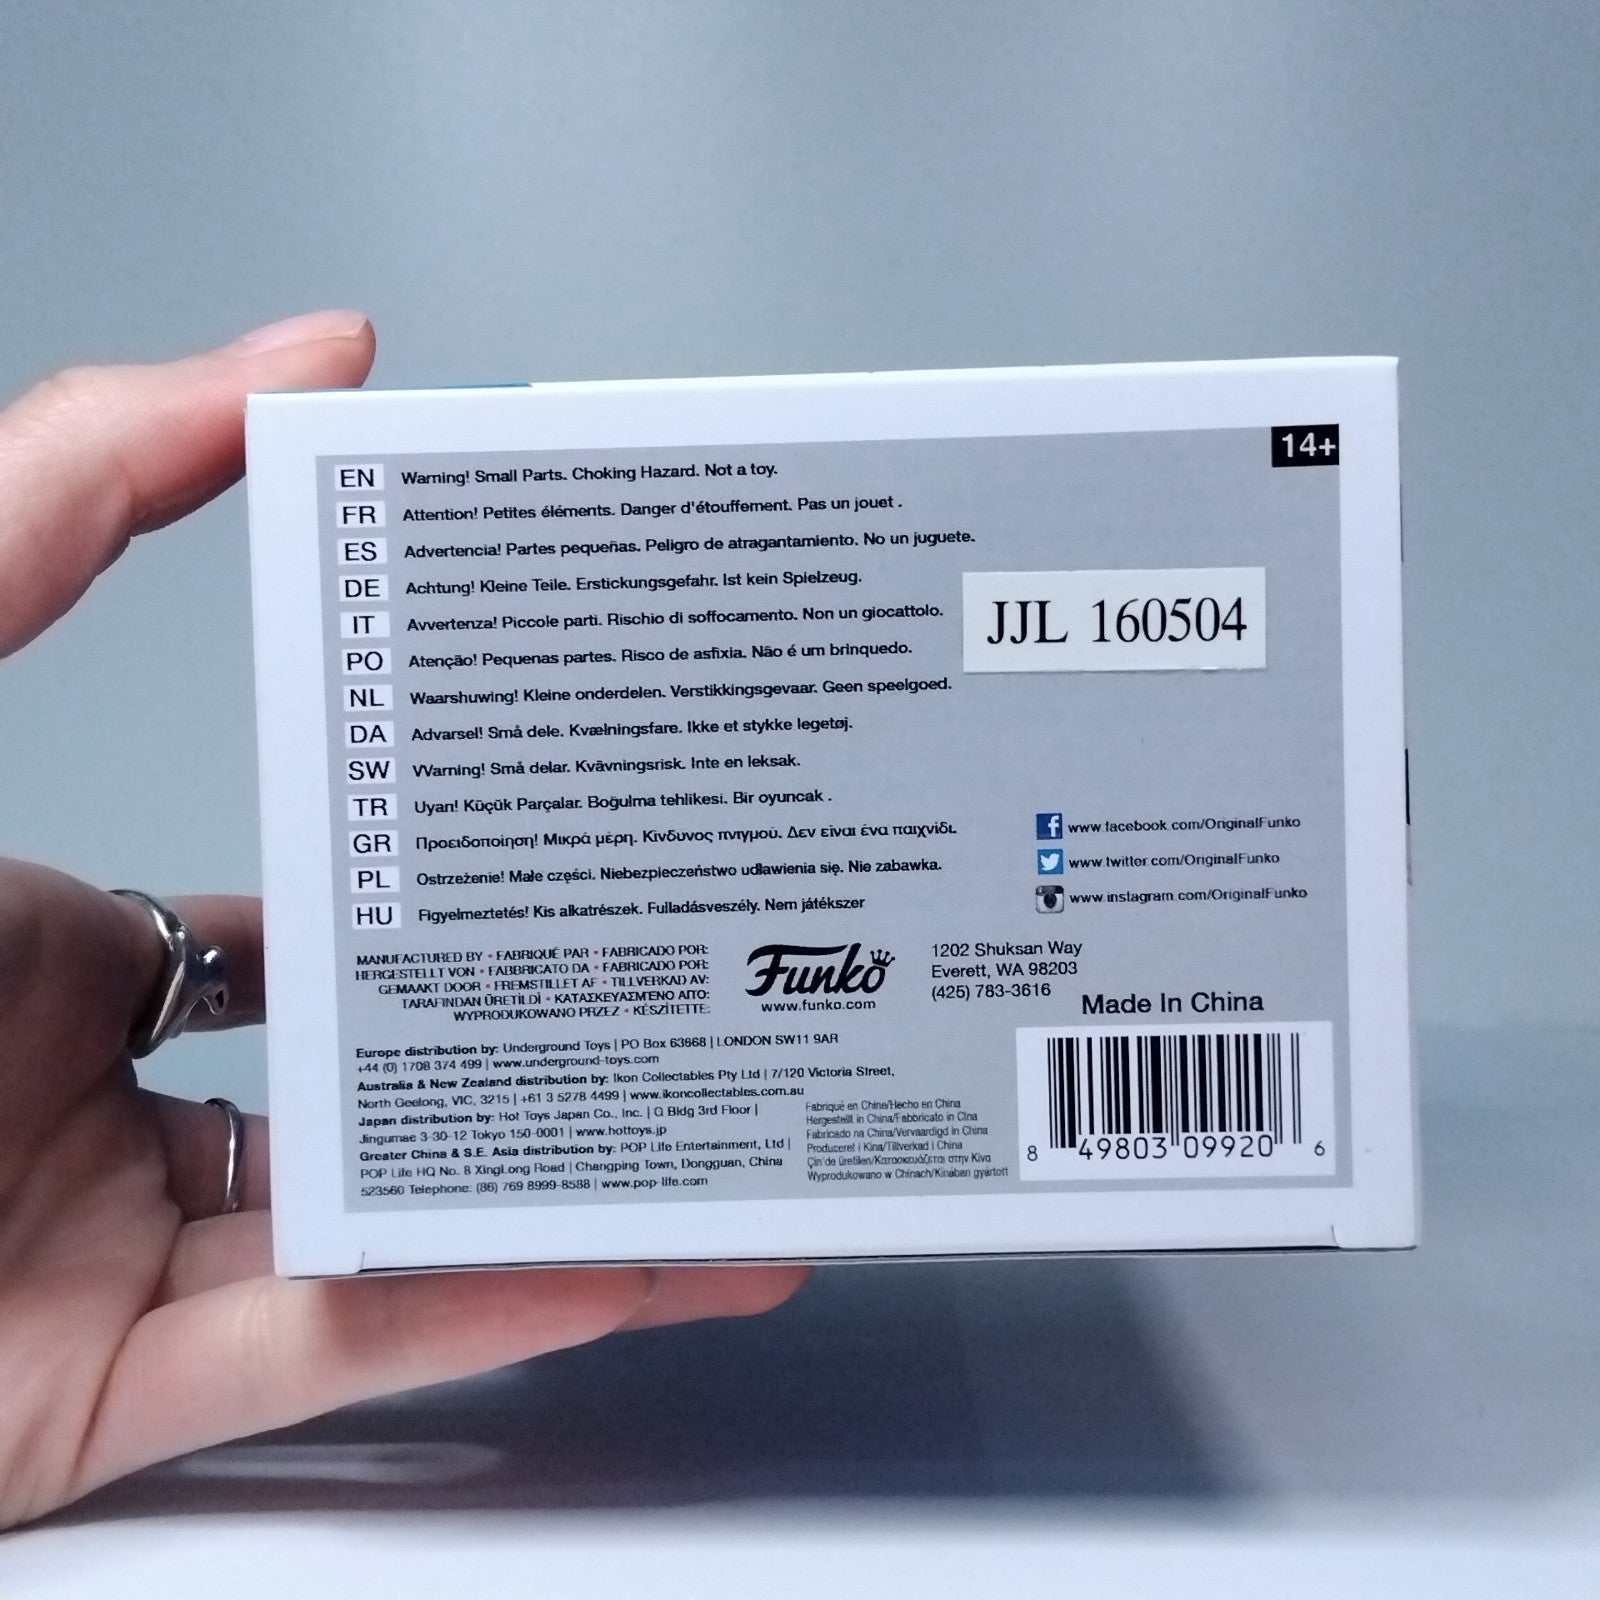 14+
EN Warning! Small Parts. Choking Hazard. Not a toy.
FR Attention! Petites éléments. Danger d'étouffement. Pas un jouet .
ES Advertencia! Partes pequeñas. Peligro de atragantamiento. No un juguete.
DE Achtung! Kleine Teile. Erstickungsgefahr. Ist kein Spielzeug.
IT Avvertenza! Piccole parti. Rischio di soffocamento. Non un giocattolo.
PO Atenção! Pequenas partes. Risco de asfixia. Não é um brinquedo.
NL Waarshuwing! Kleine onderdelen. Verstikkingsgevaar. Geen speelgoed.
DA Advarsel! Små dele. Kvælningsfare. Ikke et stykke legetøj.
SW Warning! Små delar. Kvävningsrisk. Inte en leksak.
TR Uyarı! Küçük Parçalar. Boğulma tehlikesi. Bir oyuncak .
GR Προειδοποίηση! Μικρά μέρη. Κίνδυνος πνιγμού. Δεν είναι ένα παιχνίδι.
PL Ostrzeżenie! Małe części. Niebezpieczeństwo udławienia się. Nie zabawka.
HU Figyelmeztetés! Kis alkatrészek. Fulladásveszély. Nem játékszer
JJL 160504
www.facebook.com/OriginalFunko
www.twitter.com/OriginalFunko
www.instagram.com/OriginalFunko
MANUFACTURED BY • FABRIQUÉ PAR • FABRICADO POR:
HERGESTELLT VON • FABBRICATO DA • FABRICADO POR:
GEMAAKT DOOR • FREMSTILLET AF • TILLVERKAD AV:
TARAFINDAN ÜRETİLDİ • ΚΑΤΑΣΚΕΥΑΣΜΈΝΟ ΑΠΌ:
WYPRODUKOWANO PRZEZ • KÉSZÍTETTE:
Funko
www.funko.com
1202 Shuksan Way
Everett, WA 98203
(425) 783-3616
Made In China
Europe distribution by: Underground Toys | PO Box 63668 | LONDON SW11 9AR
+44 (0) 1708 374 499 | www.underground-toys.com
Australia & New Zealand distribution by: Ikon Collectables Pty Ltd | 7/120 Victoria Street,
North Geelong, VIC, 3215 | +61 3 5278 4499 | www.ikoncollectables.com.au
Japan distribution by: Hot Toys Japan Co., Inc. | G Bldg 3rd Floor |
Jingumae 3-30-12 Tokyo 150-0001 | www.hottoys.jp
Greater China & S.E. Asia distribution by: POP Life Entertainment, Ltd |
POP Life HQ No. 8 XingLong Road | Changping Town, Dongguan, China
523560 Telephone: (86) 769 8999-8588 | www.pop-life.com
Fabriqué en Chine/Hecho en China
Hergestellt in China/Fabbricato in Cina
Fabricado na China/Vervaardigd in China
Produceret i Kina/Tillverkad i China
Çin'de üretilen/Κατασκευάζεται στην Κίνα
Wyprodukowano w Chinach/Kínában gyártott
8 49803 09920 6